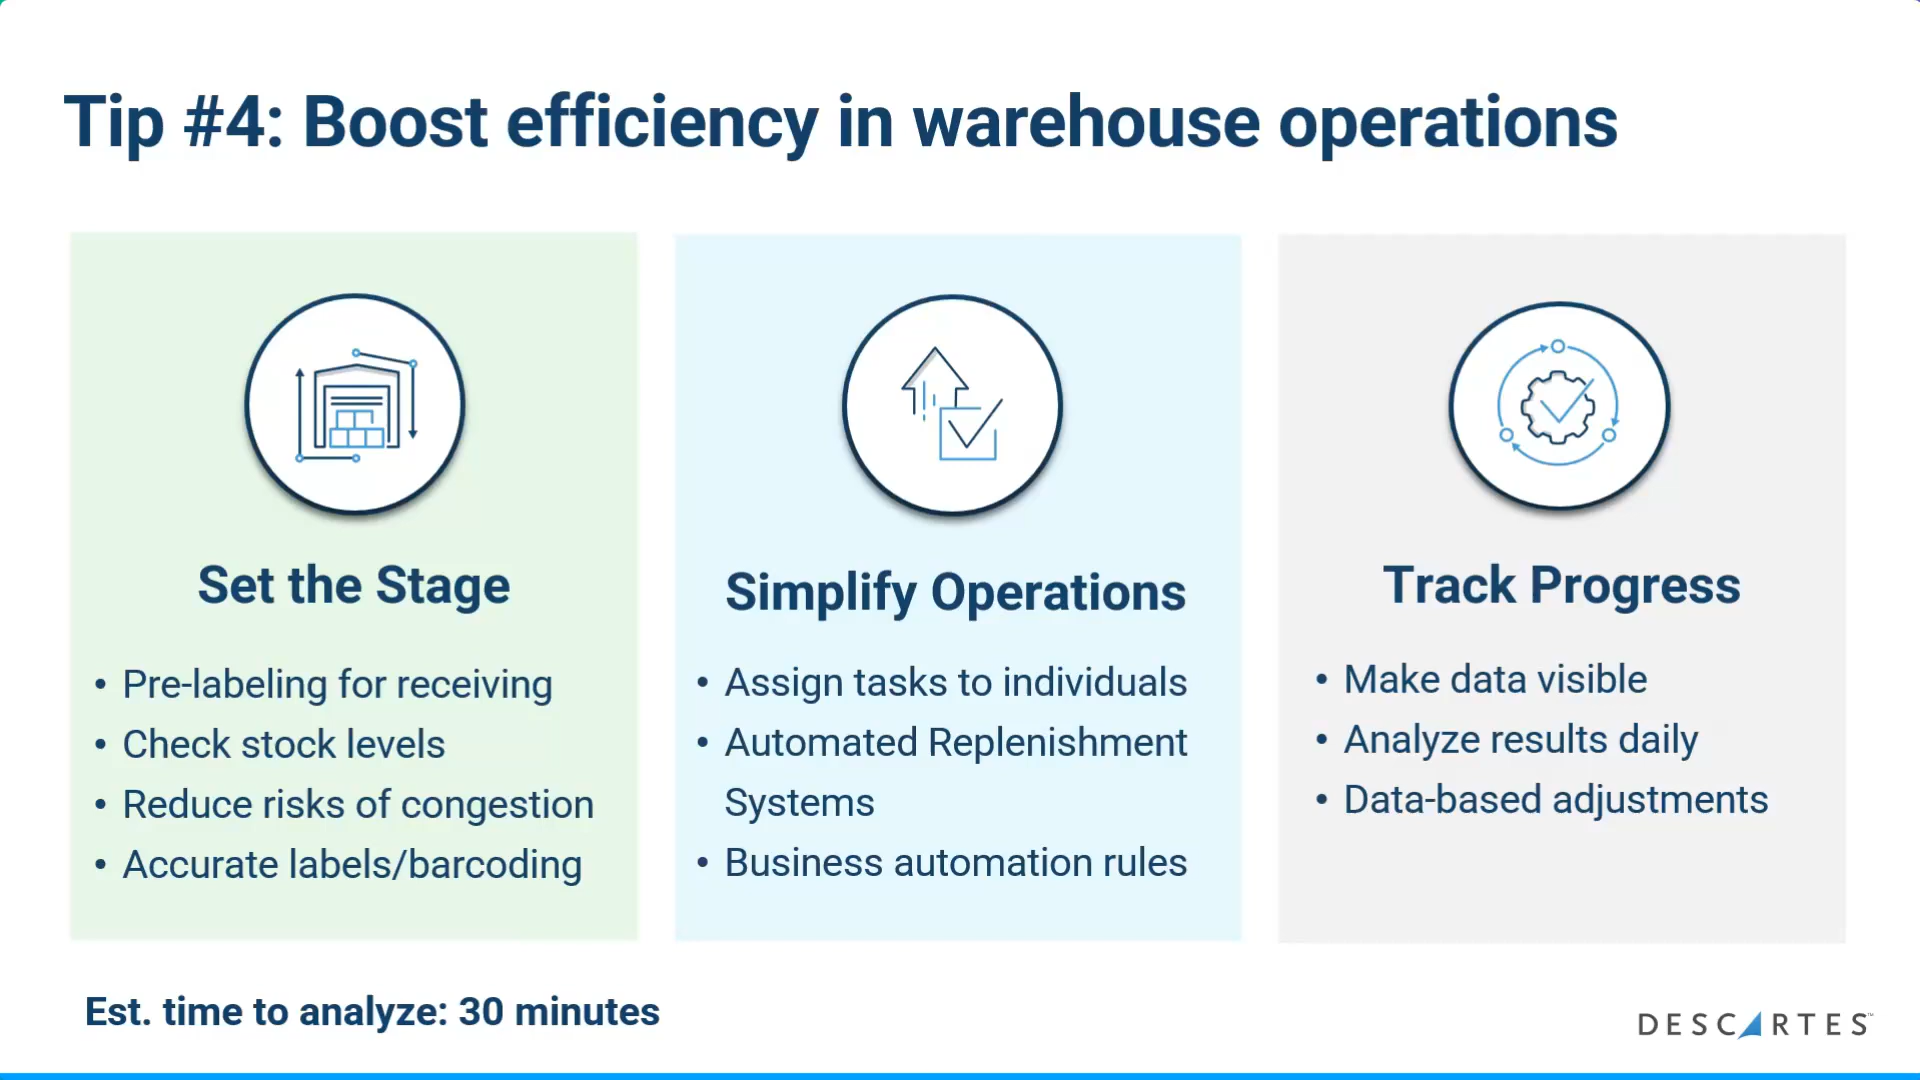 Tip #4: Boost efficiency in warehouse operations
Set the Stage
• Pre-labeling for receiving
• Check stock levels
• Reduce risks of congestion
• Accurate labels/barcoding
Simplify Operations
• Assign tasks to individuals
• Automated Replenishment
Systems
• Business automation rules
Track Progress
• Make data visible
• Analyze results daily
• Data-based adjustments
Est. time to analyze: 30 minutes
DESCARTES™